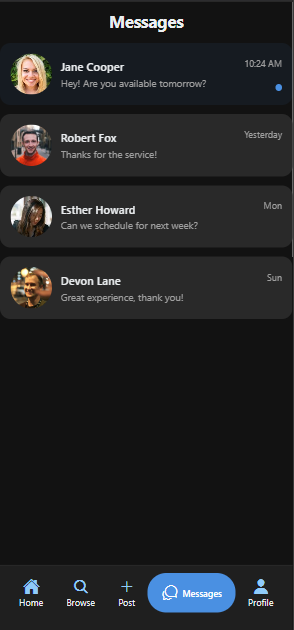 Messages
Jane Cooper
10:24 AM
Hey! Are you available tomorrow?
Robert Fox
Yesterday
Thanks for the service!
Esther Howard
Mon
Can we schedule for next week?
Devon Lane
Sun
Great experience, thank you!
Home
Browse
Post
Messages
Profile